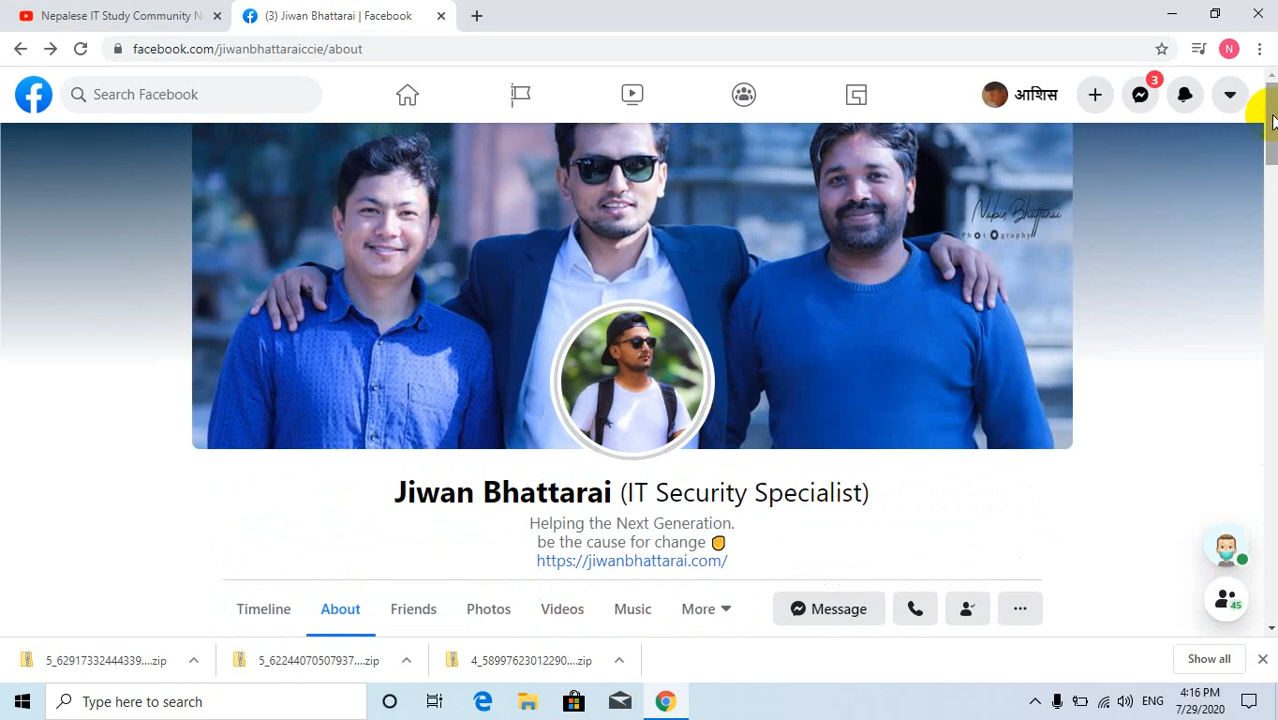 Nepalese IT Study Community N
(3) Jiwan Bhattarai | Facebook
facebook.com/jiwanbhattaraiccie/about
N
Search Facebook
आशिस
3
Nabin Bhattarai
Photography
Jiwan Bhattarai (IT Security Specialist)
Helping the Next Generation.
be the cause for change
https://jiwanbhattarai.com/
Timeline About Friends Photos Videos Music More Message
45
5_62917332444339....zip 5_62244070507937....zip 4_58997623012290....zip Show all
Type here to search
ENG
4:16 PM
7/29/2020